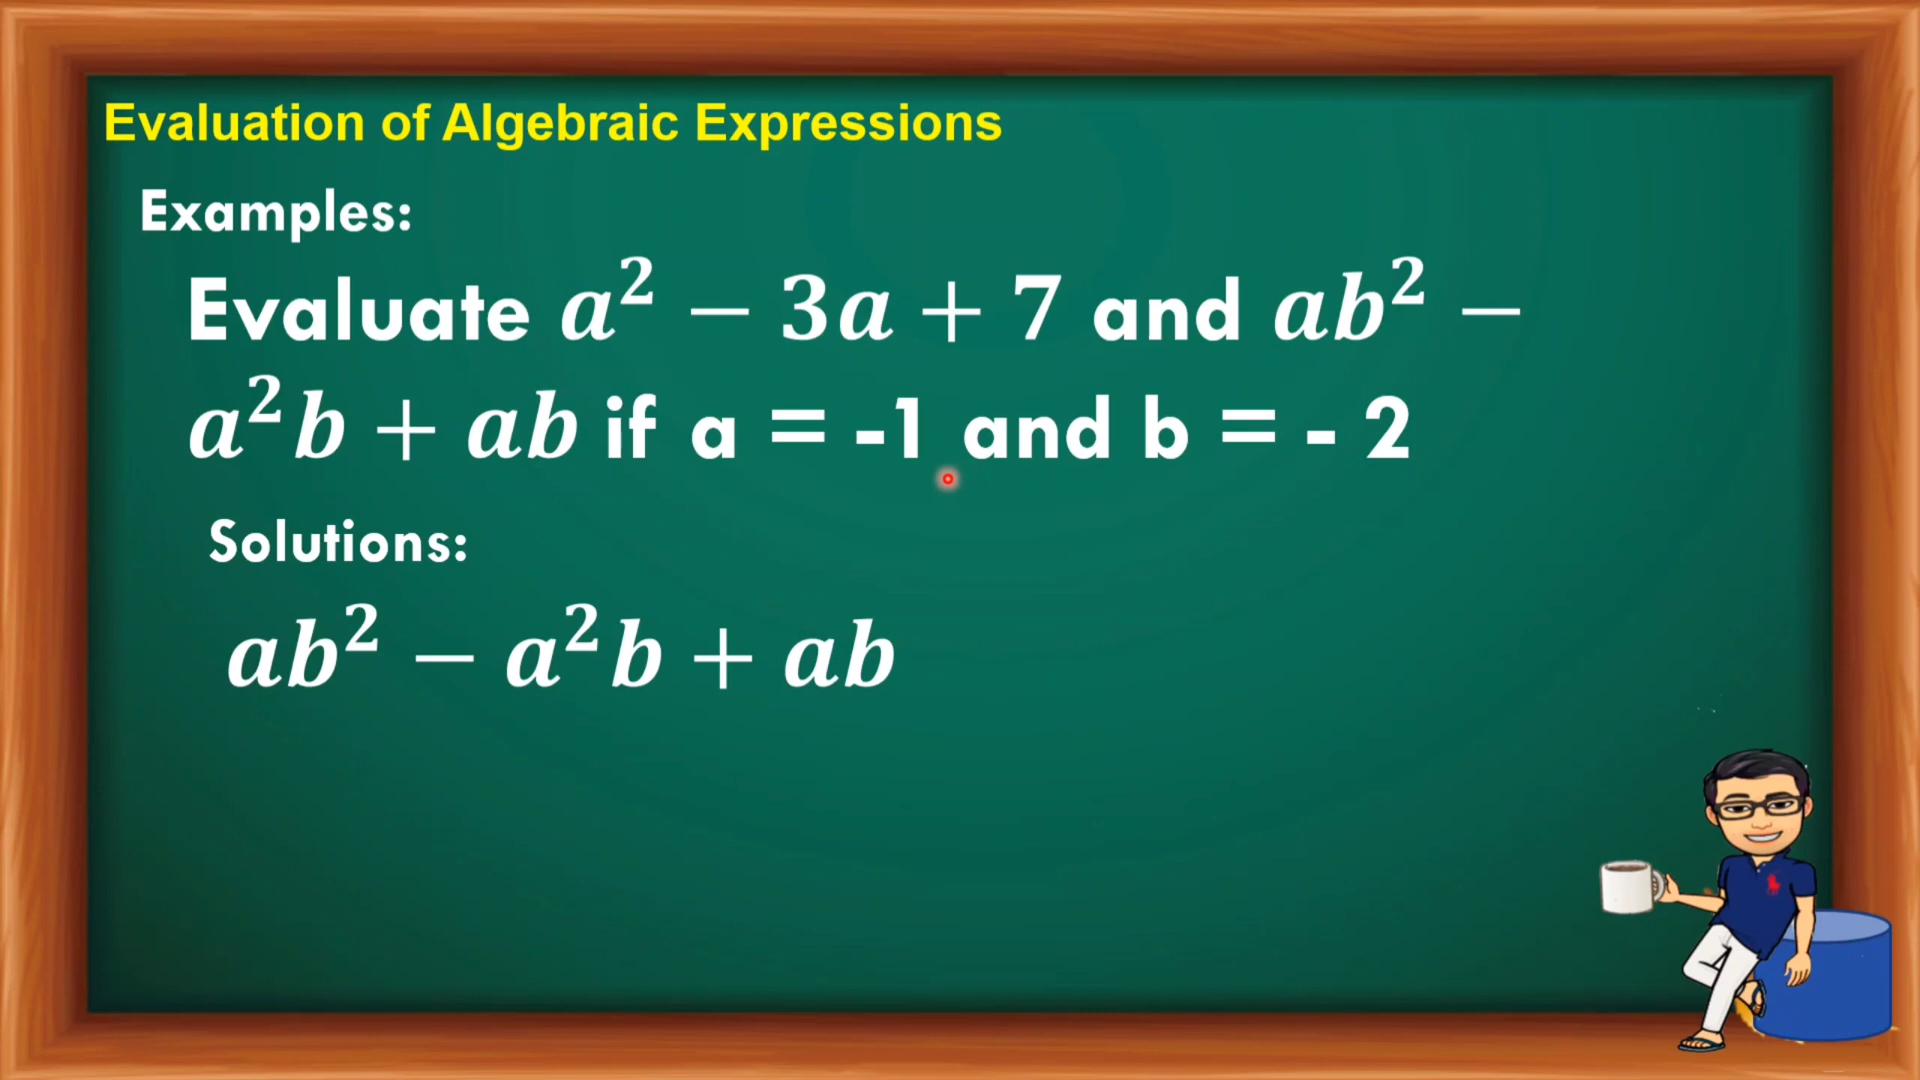 Evaluation of Algebraic Expressions
Examples:
Evaluate a² − 3a + 7 and ab² −
a²b + ab if a = -1 and b = - 2
Solutions:
ab² − a²b + ab